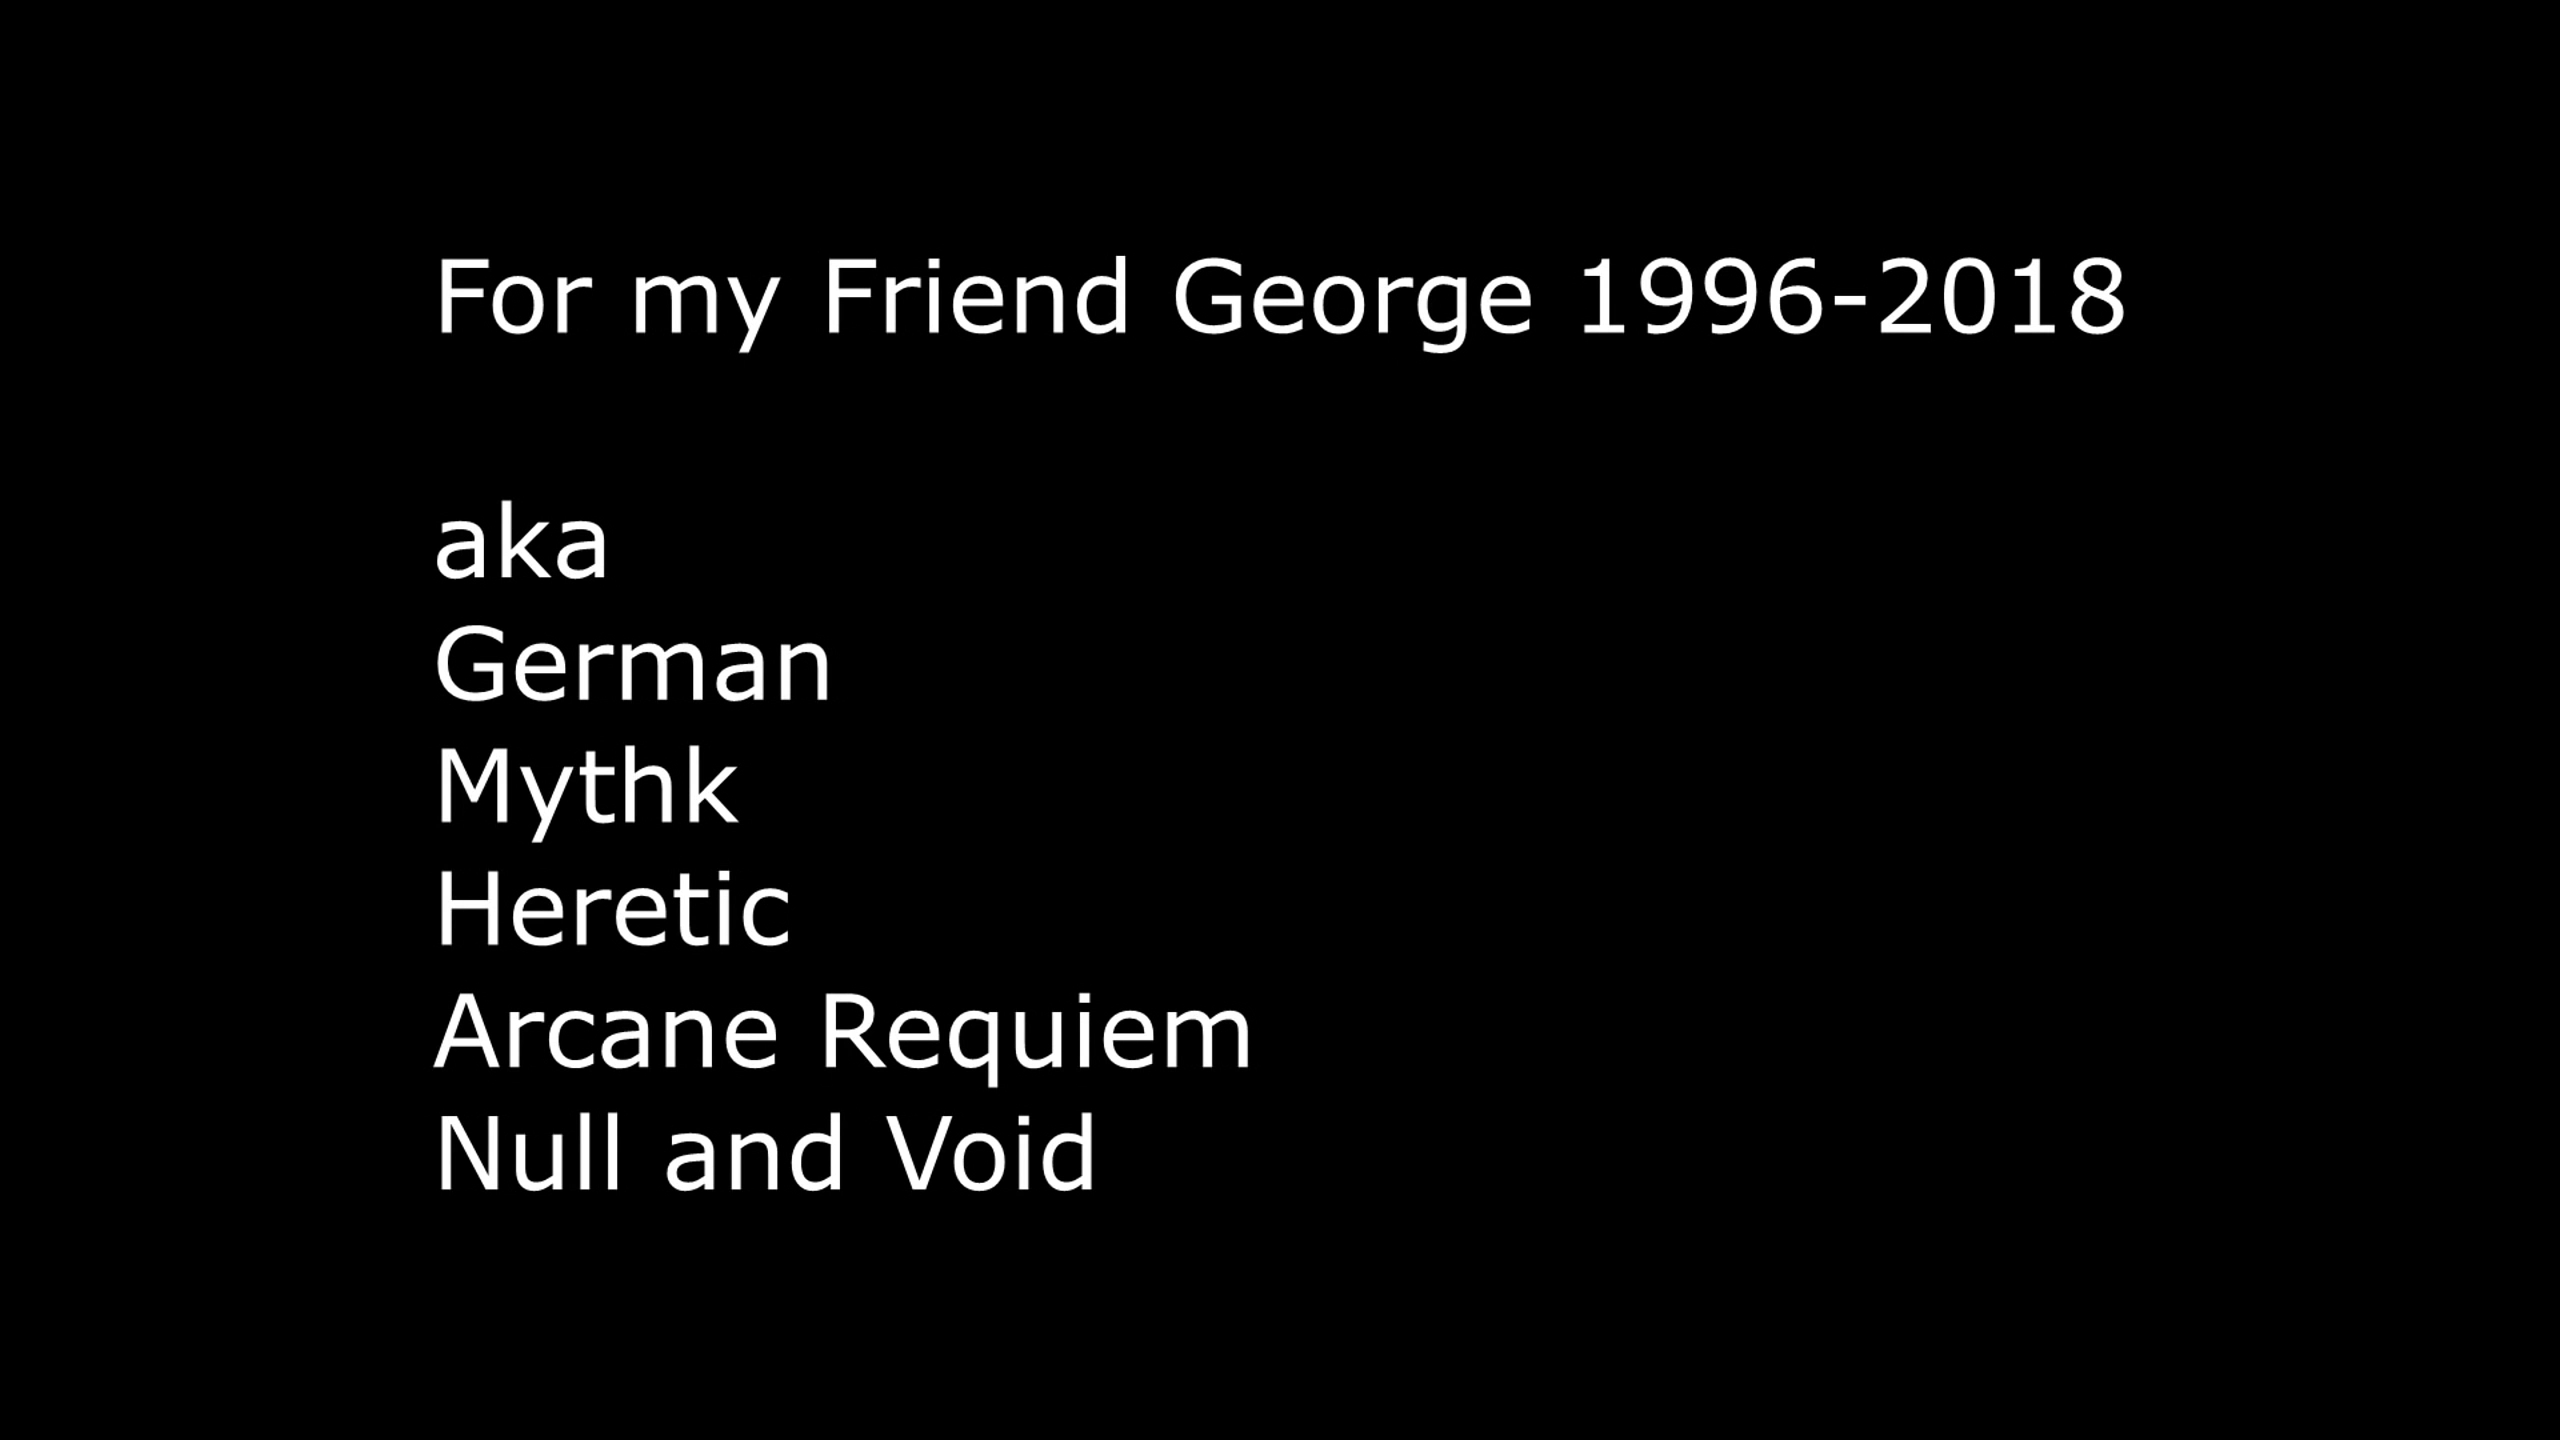 For my Friend George 1996-2018
aka
German
Mythk
Heretic
Arcane Requiem
Null and Void